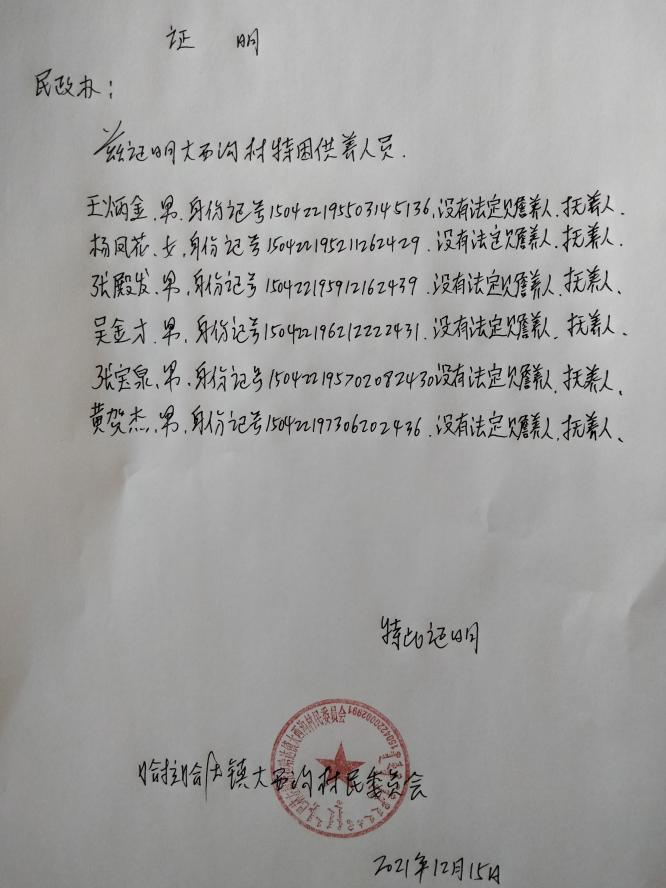 证 明
民政办：
兹证明大西沟村特困供养人员.
王炳金.男.身份记号150422195503145136,没有法定赡养人.抚养人.
杨凤花、女,身份记号150422195211262429.没有法定赡养人.抚养人、
张殿发.男,身份记号150422195912162439.没有法定赡养人.抚养人、
吴金才.男.身份记号150422196212222431.没有法定赡养人、抚养人、
张宝泉、男、身份记号150422195702082430没有法定赡养人、抚养人、
黄贺杰、男、身份记号150422197306202436.没有法定赡养人.抚养人、
特此证明
哈拉哈达镇大西沟村民委员会
2021年12月15日